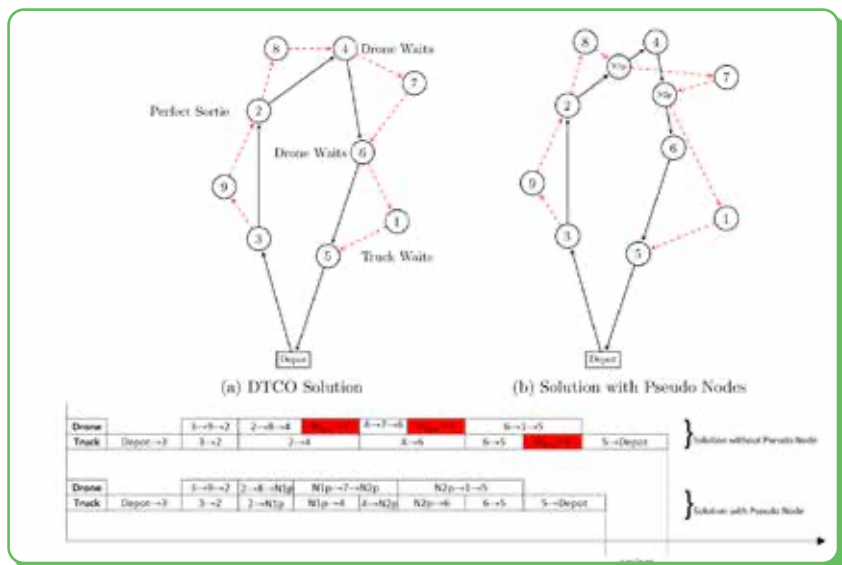 8
4
Drone Waits
7
Perfect Sortie
2
Drone Waits
6
9
1
3
5
Truck Waits
Depot
(a) DTCO Solution
8
4
N1p
7
2
N2p
6
9
1
3
5
Depot
(b) Solution with Pseudo Nodes
Drone 3→9→2 2→8→4 4→7→6 6→1→5
Truck Depot→3 3→2 2→4 4→6 6→5 5→Depot
Solution without Pseudo Node
Drone 3→9→2 2→8→N1p N1p→7→N2p N2p→1→5
Truck Depot→3 3→2 2→N1p N1p→4 4→N2p N2p→6 6→5 5→Depot
Solution with Pseudo Node